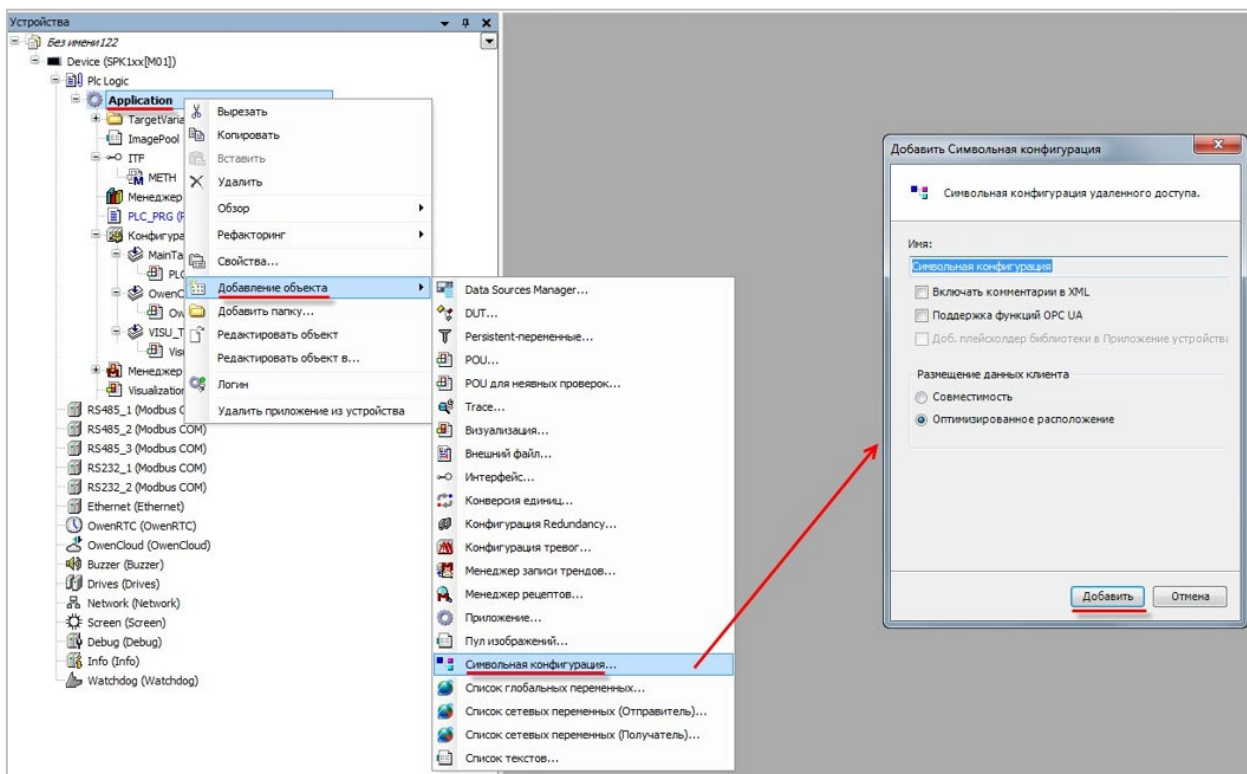 Устройства
Без имени122
Device (SPK1xx[M01])
Plc Logic
Application
TargetVaria
ImagePool
ITF
METH
Менеджер
PLC_PRG (P
Конфигура
MainTa
PLC
OwenC
Ow
VISU_T
Visu
Менеджер
Visualization
RS485_1 (Modbus C
RS485_2 (Modbus COM)
RS485_3 (Modbus COM)
RS232_1 (Modbus COM)
RS232_2 (Modbus COM)
Ethernet (Ethernet)
OwenRTC (OwenRTC)
OwenCloud (OwenCloud)
Buzzer (Buzzer)
Drives (Drives)
Network (Network)
Screen (Screen)
Debug (Debug)
Info (Info)
Watchdog (Watchdog)
Вырезать
Копировать
Вставить
Удалить
Обзор
Рефакторинг
Свойства...
Добавление объекта
Добавить папку...
Редактировать объект
Редактировать объект в...
Логин
Удалить приложение из устройства
Data Sources Manager...
DUT...
Persistent-переменные...
POU...
POU для неявных проверок...
Trace...
Визуализация...
Внешний файл...
Интерфейс...
Конверсия единиц...
Конфигурация Redundancy...
Конфигурация тревог...
Менеджер записи трендов...
Менеджер рецептов...
Приложение...
Пул изображений...
Символьная конфигурация...
Список глобальных переменных...
Список сетевых переменных (Отправитель)...
Список сетевых переменных (Получатель)...
Список текстов...
Добавить Символьная конфигурация
Символьная конфигурация удаленного доступа.
Имя:
Символьная конфигурация
Включать комментарии в XML
Поддержка функций OPC UA
Доб. плейсхолдер библиотеки в Приложение устройства
Размещение данных клиента
Совместимость
Оптимизированное расположение
Добавить Отмена